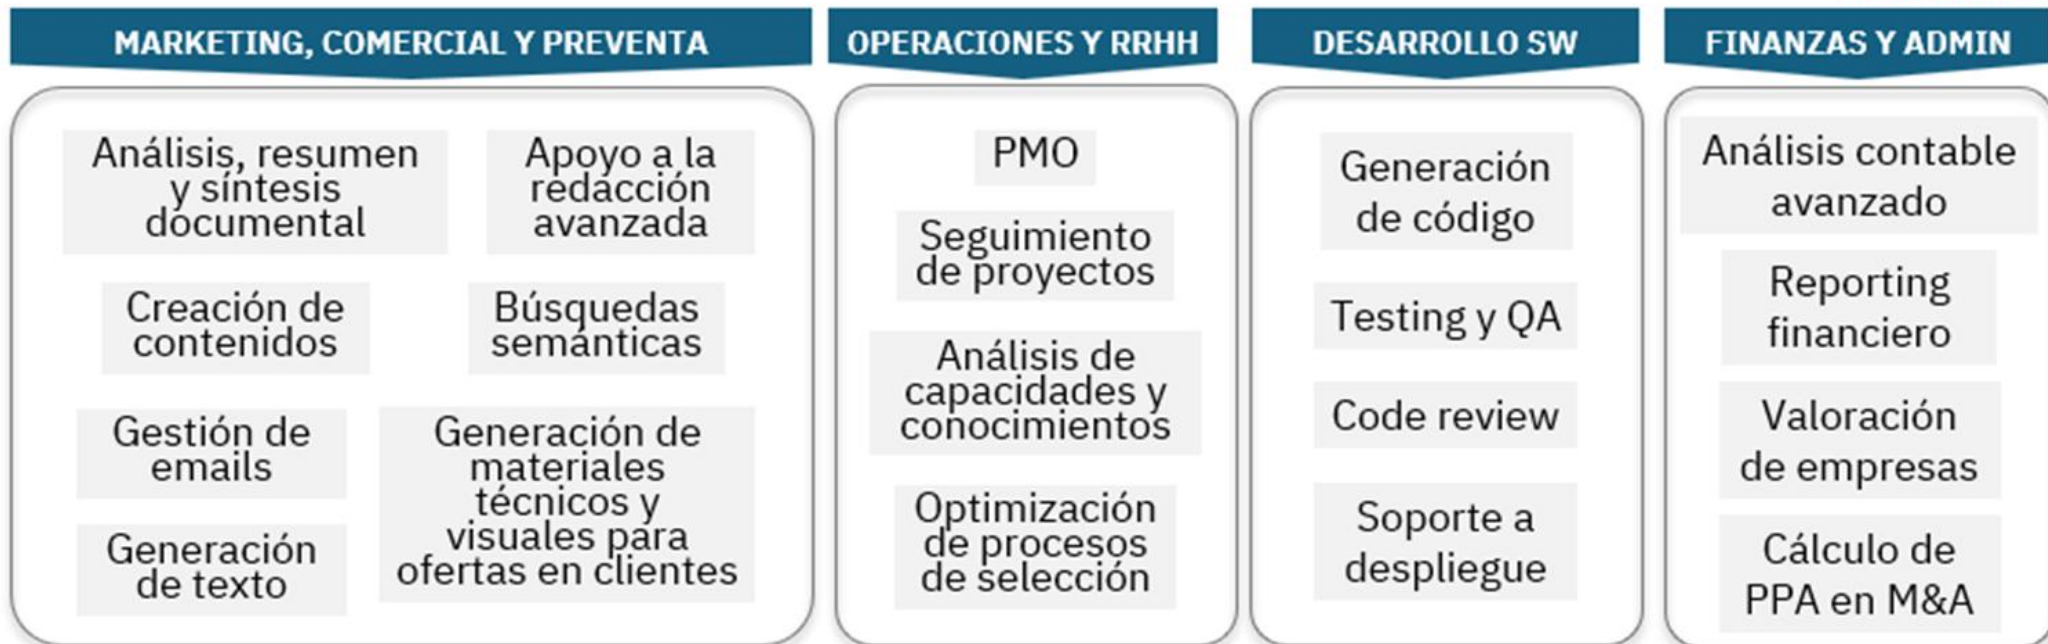 MARKETING, COMERCIAL Y PREVENTA
Análisis, resumen
y síntesis
documental
Apoyo a la
redacción
avanzada
Creación de
contenidos
Búsquedas
semánticas
Gestión de
emails
Generación de
materiales
técnicos y
visuales para
ofertas en clientes
Generación
de texto
OPERACIONES Y RRHH
PMO
Seguimiento
de proyectos
Análisis de
capacidades y
conocimientos
Optimización
de procesos
de selección
DESARROLLO SW
Generación
de código
Testing y QA
Code review
Soporte a
despliegue
FINANZAS Y ADMIN
Análisis contable
avanzado
Reporting
financiero
Valoración
de empresas
Cálculo de
PPA en M&A